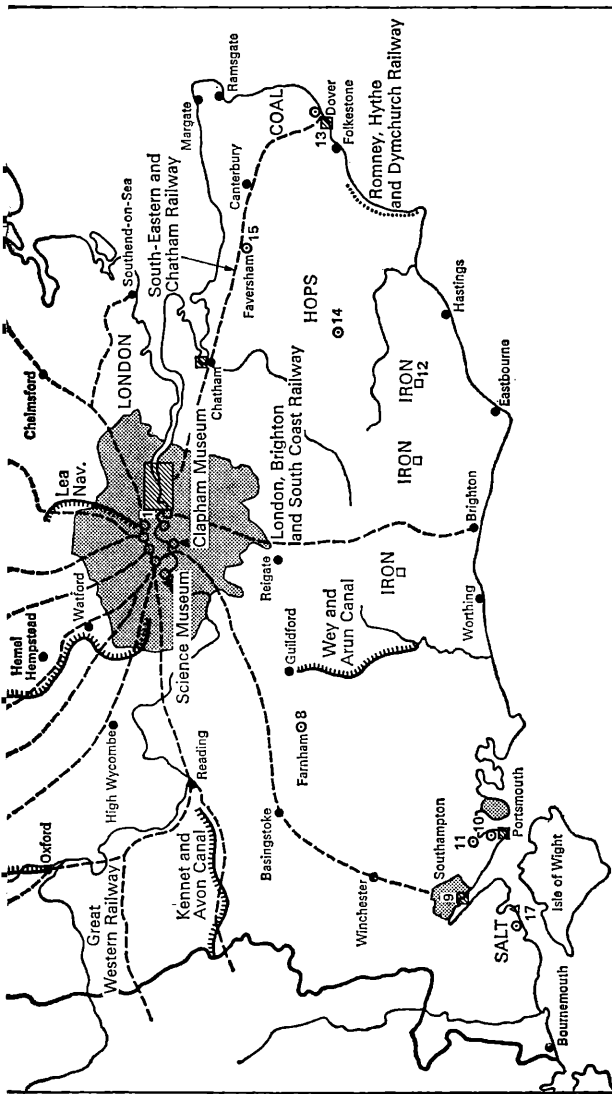 Chelmsford
Southend-on-Sea
LONDON
Lea
Nav.
Hemel
Hempstead
Watford
High Wycombe
Oxford
Great
Western Railway
Kennet and
Avon Canal
Reading
Science Museum
Clapham Museum
1
South-Eastern and
Chatham Railway
Margate
Ramsgate
Canterbury
Faversham
15
Chatham
COAL
13
Dover
Folkestone
Romney, Hythe
and Dymchurch Railway
HOPS
14
London, Brighton
and South Coast Railway
Reigate
Guildford
Wey and
Arun Canal
Farnham
8
Basingstoke
Winchester
Southampton
9
11
10
Portsmouth
Isle of Wight
SALT
17
Bournemouth
IRON
IRON
IRON
12
Worthing
Brighton
Eastbourne
Hastings